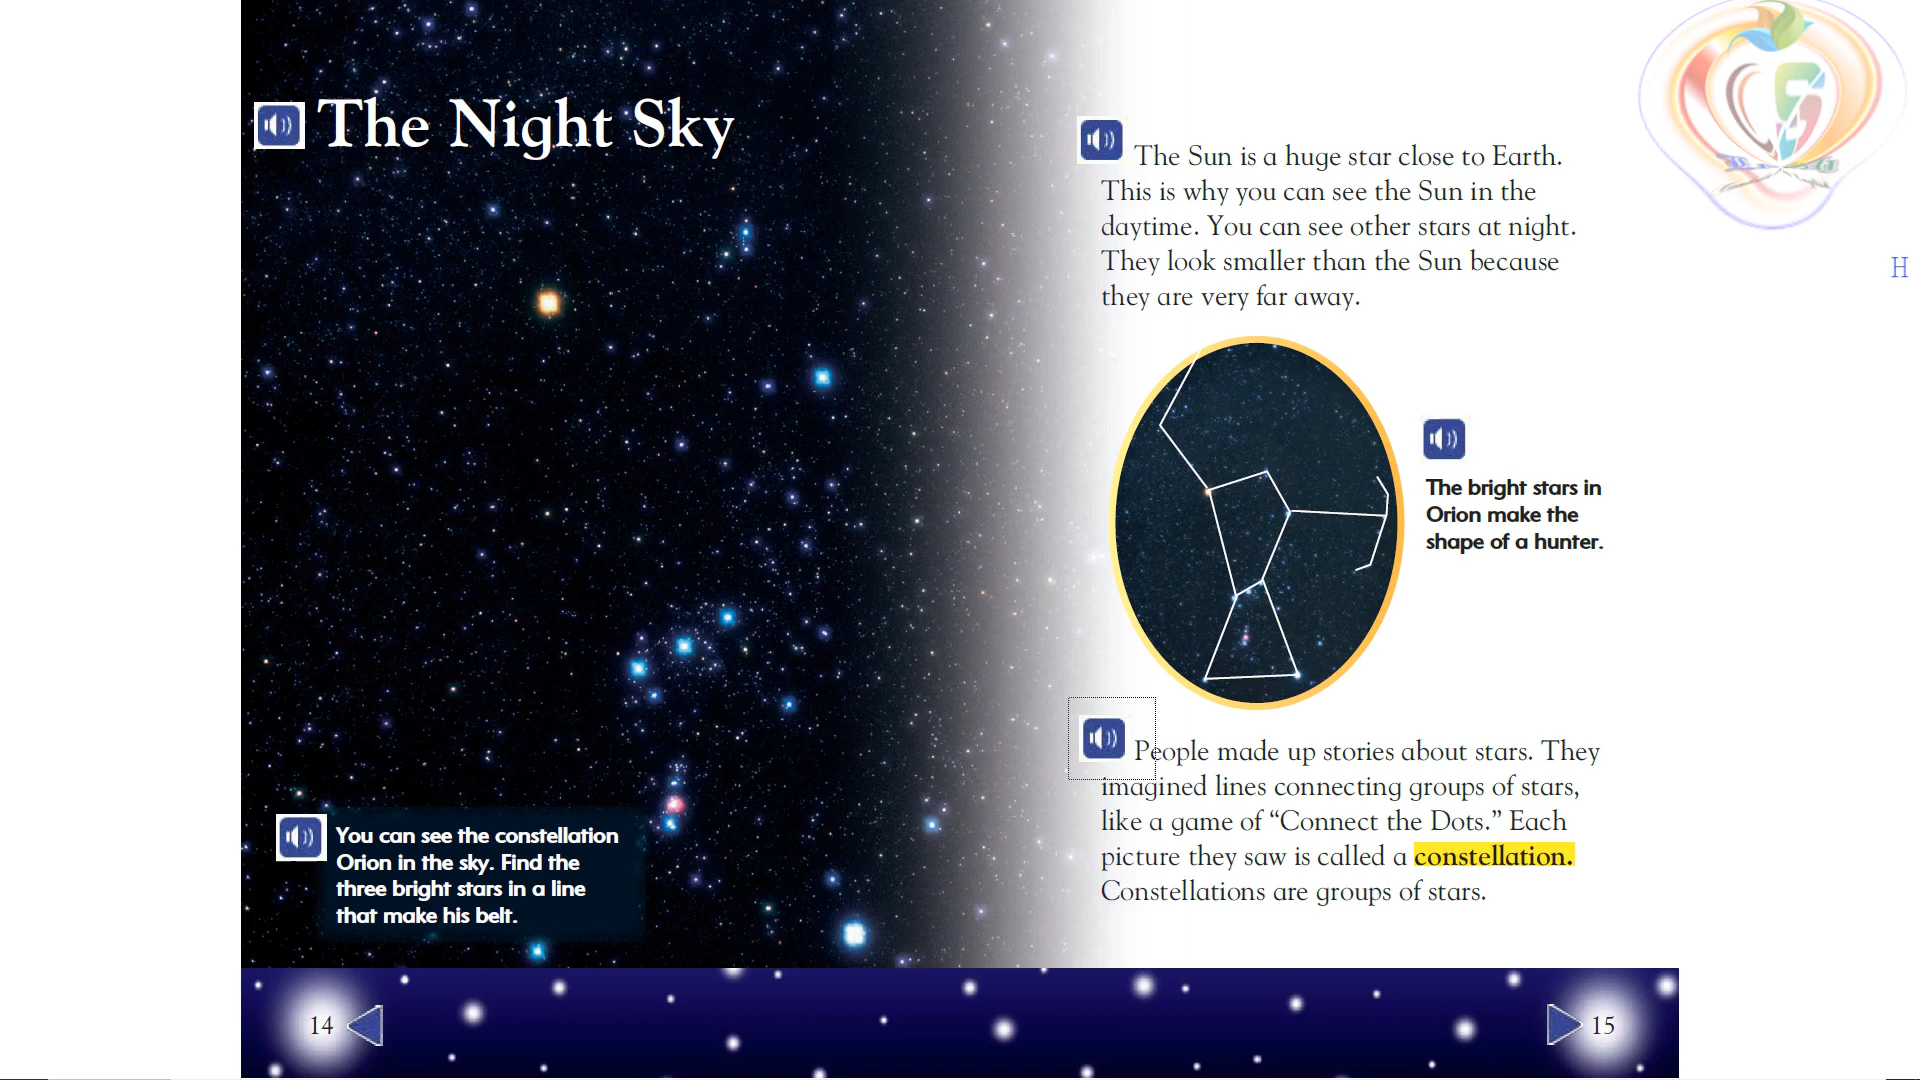 The Night Sky
You can see the constellation
Orion in the sky. Find the
three bright stars in a line
that make his belt.
14
The Sun is a huge star close to Earth.
This is why you can see the Sun in the
daytime. You can see other stars at night.
They look smaller than the Sun because
they are very far away.
The bright stars in
Orion make the
shape of a hunter.
People made up stories about stars. They
imagined lines connecting groups of stars,
like a game of “Connect the Dots.” Each
picture they saw is called a constellation.
Constellations are groups of stars.
15
H